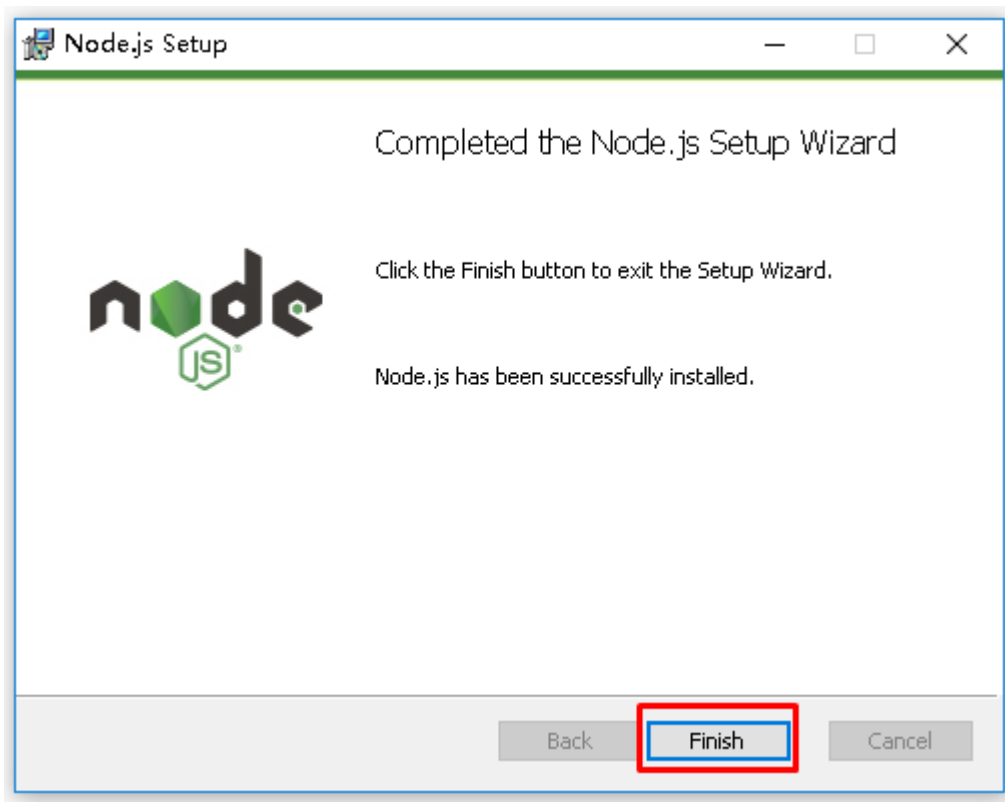 Node.js Setup
Completed the Node.js Setup Wizard
Click the Finish button to exit the Setup Wizard.
node
JS®
Node.js has been successfully installed.
Back Finish Cancel